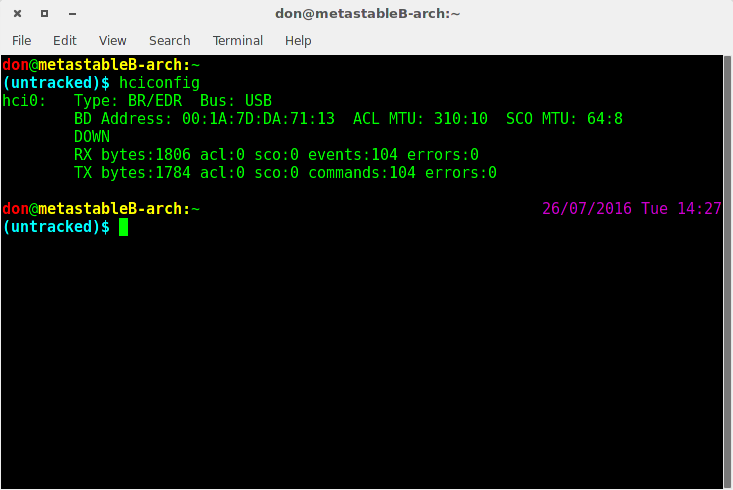 don@metastableB-arch:~
File Edit View Search Terminal Help
don@metastableB-arch:~
(untracked)$ hciconfig
hci0:   Type: BR/EDR  Bus: USB
        BD Address: 00:1A:7D:DA:71:13  ACL MTU: 310:10  SCO MTU: 64:8
        DOWN
        RX bytes:1806 acl:0 sco:0 events:104 errors:0
        TX bytes:1784 acl:0 sco:0 commands:104 errors:0
don@metastableB-arch:~ 26/07/2016 Tue 14:27
(untracked)$